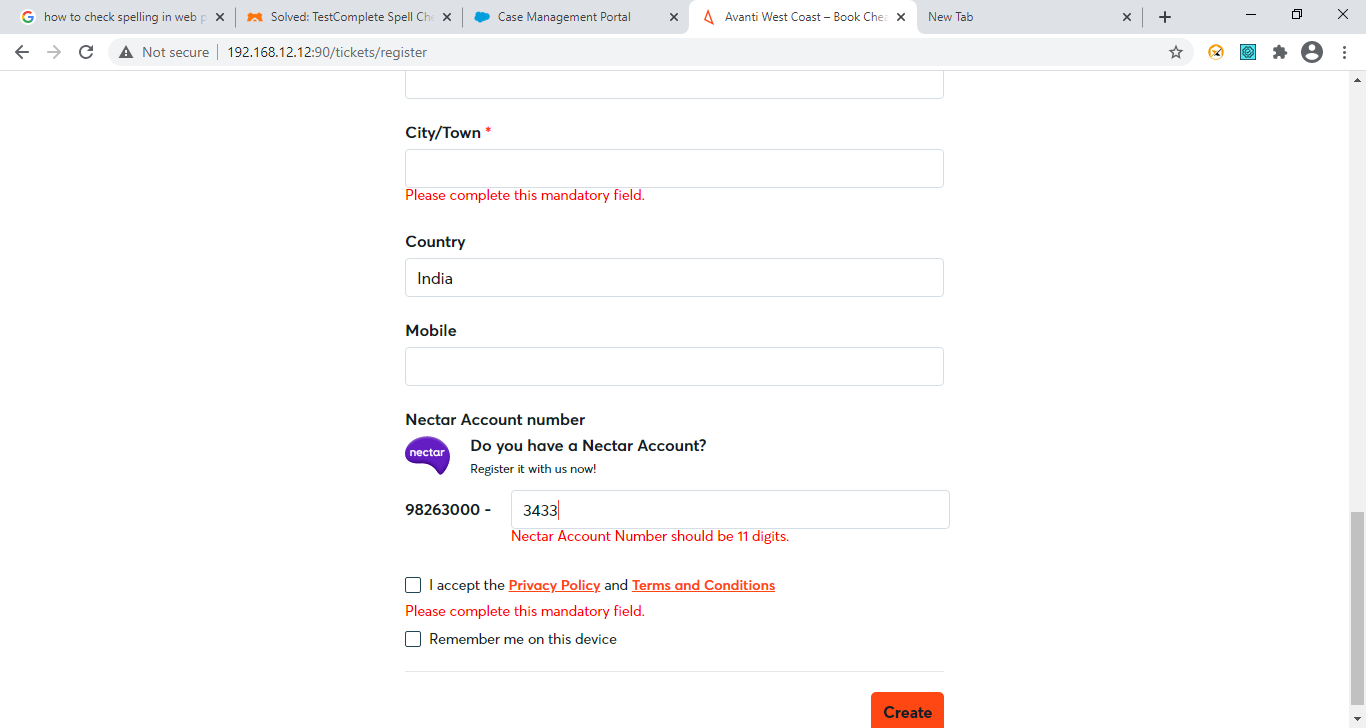 how to check spelling in web p
Solved: TestComplete Spell Che
Case Management Portal
Avanti West Coast – Book Chea
New Tab
Not secure
192.168.12.12:90/tickets/register
City/Town *
Please complete this mandatory field.
Country
India
Mobile
Nectar Account number
nectar
Do you have a Nectar Account?
Register it with us now!
98263000 -
3433
Nectar Account Number should be 11 digits.
I accept the Privacy Policy and Terms and Conditions
Please complete this mandatory field.
Remember me on this device
Create